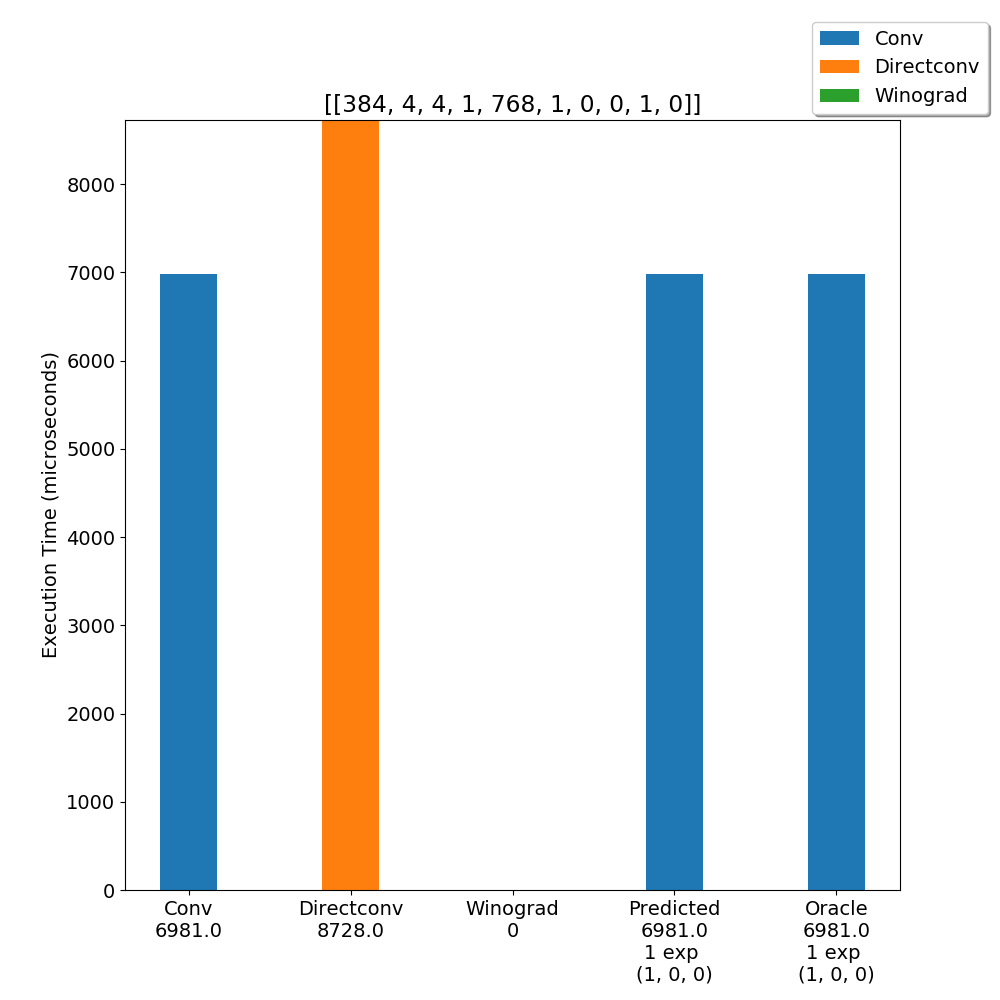 Conv
Directconv
Winograd
[[384, 4, 4, 1, 768, 1, 0, 0, 1, 0]]
Execution Time (microseconds)
8000
7000
6000
5000
4000
3000
2000
1000
0
Conv
6981.0
Directconv
8728.0
Winograd
0
Predicted
6981.0
1 exp
(1, 0, 0)
Oracle
6981.0
1 exp
(1, 0, 0)